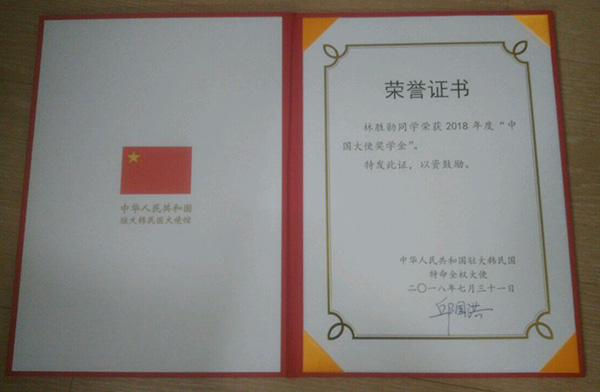 中华人民共和国
驻大韩民国大使馆
荣誉证书
林胜勋同学荣获2018年度“中
国大使奖学金”。
特发此证，以资鼓励。
中华人民共和国驻大韩民国
特命全权大使
二〇一八年七月三十一日
邱国洪